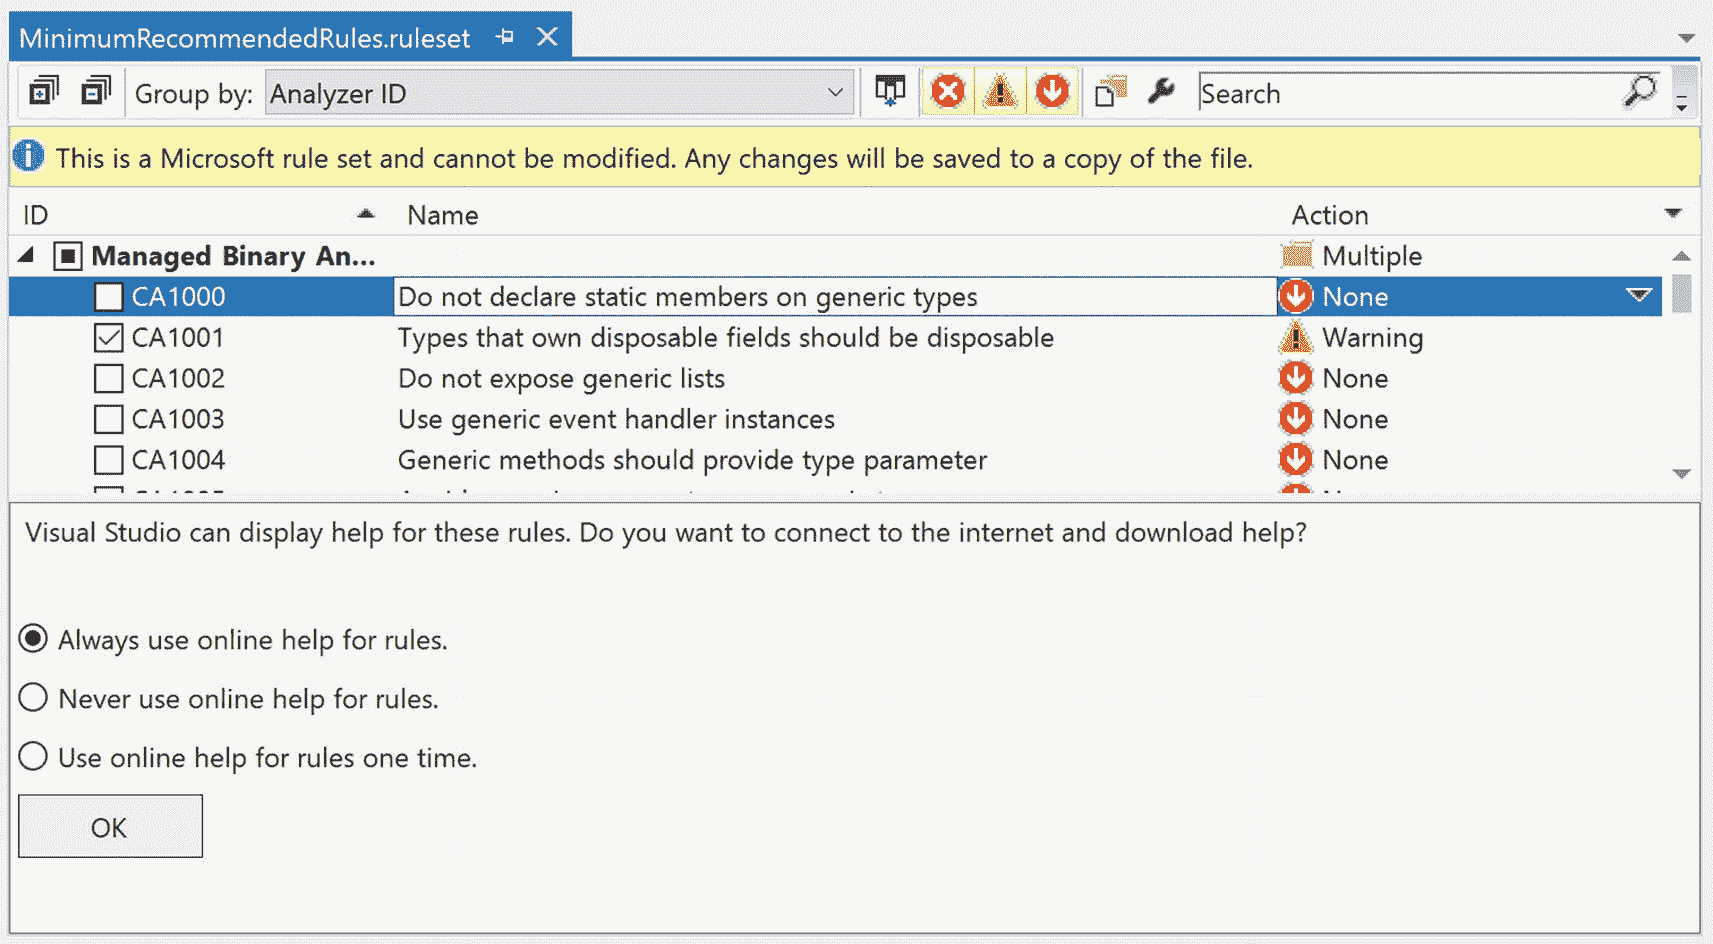 MinimumRecommendedRules.ruleset
Group by: Analyzer ID Search
This is a Microsoft rule set and cannot be modified. Any changes will be saved to a copy of the file.
ID Name Action
Managed Binary An... Multiple
CA1000 Do not declare static members on generic types None
CA1001 Types that own disposable fields should be disposable Warning
CA1002 Do not expose generic lists None
CA1003 Use generic event handler instances None
CA1004 Generic methods should provide type parameter None
Visual Studio can display help for these rules. Do you want to connect to the internet and download help?
Always use online help for rules.
Never use online help for rules.
Use online help for rules one time.
OK